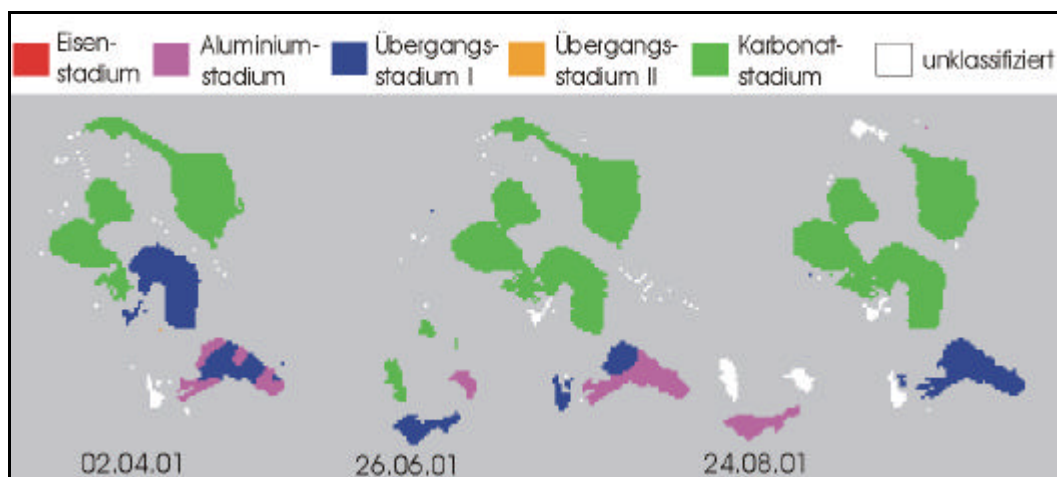 Eisen-
stadium
Aluminium-
stadium
Übergangs-
stadium I
Übergangs-
stadium II
Karbonat-
stadium
unklassifiziert
02.04.01
26.06.01
24.08.01